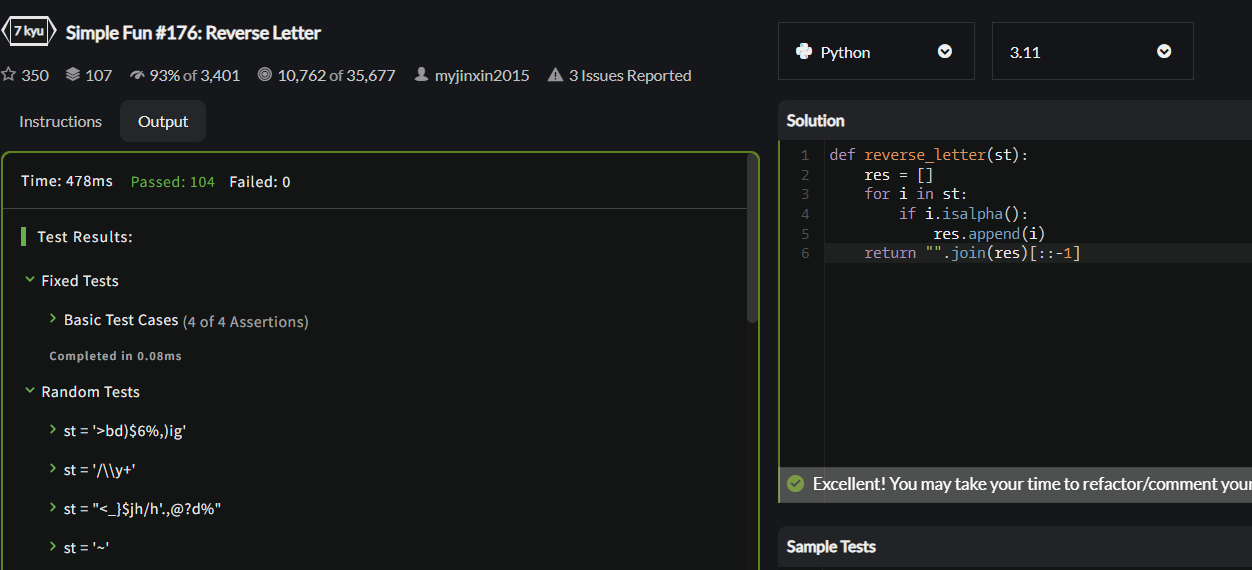 7 kyu Simple Fun #176: Reverse Letter
350 107 93% of 3,401 10,762 of 35,677 myjinxin2015 3 Issues Reported
Instructions Output
Time: 478ms Passed: 104 Failed: 0
Test Results:
Fixed Tests
Basic Test Cases (4 of 4 Assertions)
Completed in 0.08ms
Random Tests
st = '>bd)$6%,)ig'
st = '/\\y+'
st = "<_}$jh/h'.,@?d%"
st = '~'
Python 3.11
Solution
1 def reverse_letter(st):
2     res = []
3     for i in st:
4         if i.isalpha():
5             res.append(i)
6     return "".join(res)[::-1]
Excellent! You may take your time to refactor/comment your
Sample Tests